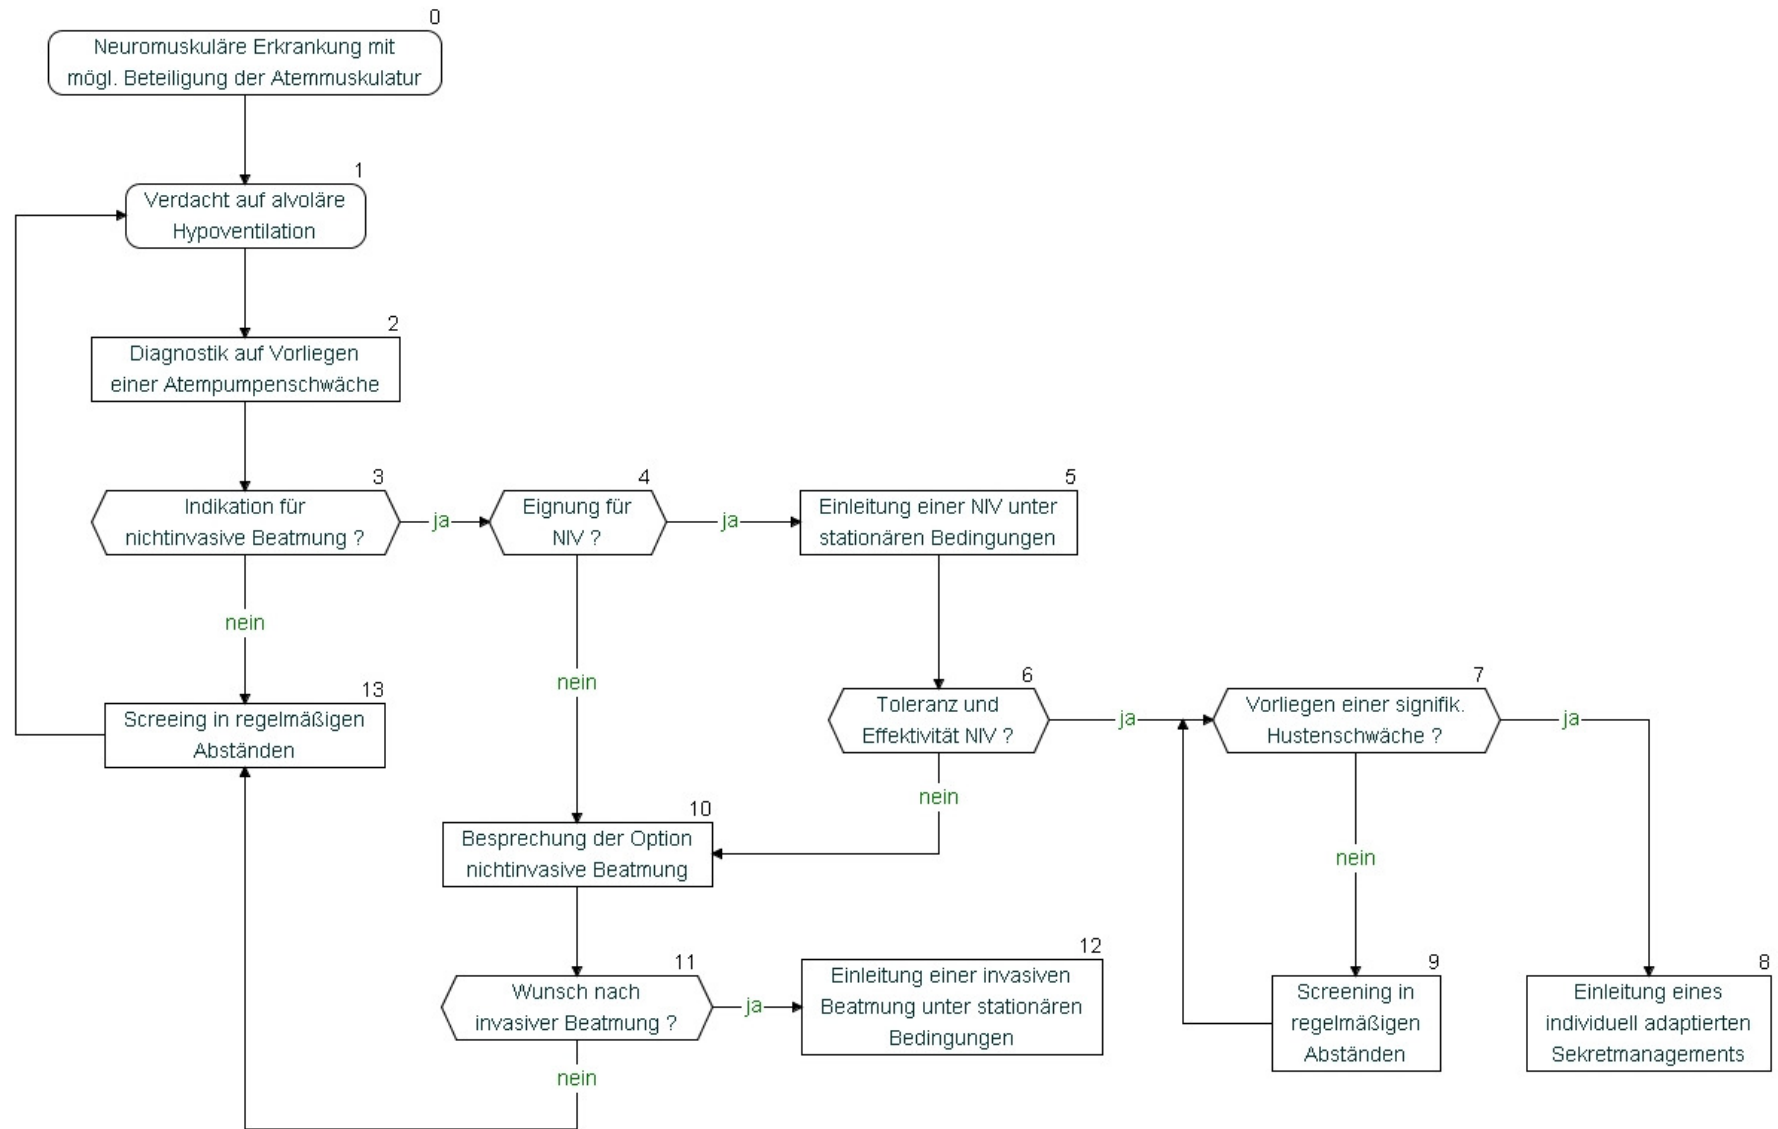 0
Neuromuskuläre Erkrankung mit
mögl. Beteiligung der Atemmuskulatur
1
Verdacht auf alvoläre
Hypoventilation
2
Diagnostik auf Vorliegen
einer Atempumpenschwäche
3
Indikation für
nichtinvasive Beatmung ?
ja
4
Eignung für
NIV ?
ja
5
Einleitung einer NIV unter
stationären Bedingungen
nein
nein
13
Screeing in regelmäßigen
Abständen
6
Toleranz und
Effektivität NIV ?
ja
7
Vorliegen einer signifik.
Hustenschwäche ?
ja
nein
nein
10
Besprechung der Option
nichtinvasive Beatmung
11
Wunsch nach
invasiver Beatmung ?
ja
12
Einleitung einer invasiven
Beatmung unter stationären
Bedingungen
9
Screening in
regelmäßigen
Abständen
8
Einleitung eines
individuell adaptierten
Sekretmanagements
nein